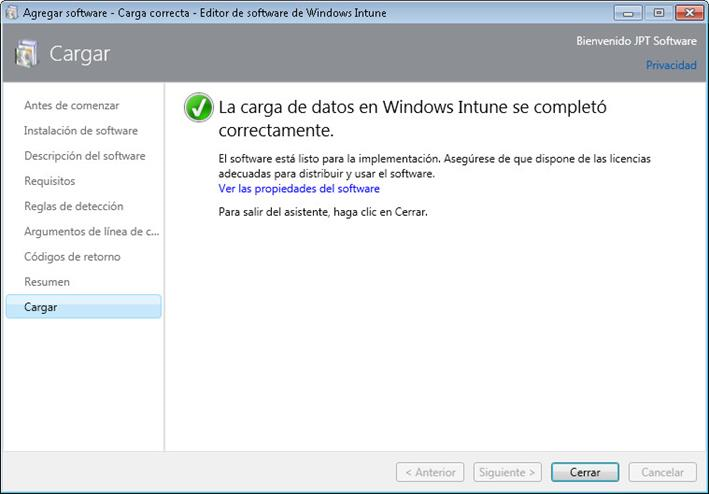 Agregar software - Carga correcta - Editor de software de Windows Intune
Cargar
Bienvenido JPT Software
Privacidad
Antes de comenzar
Instalación de software
Descripción del software
Requisitos
Reglas de detección
Argumentos de línea de c...
Códigos de retorno
Resumen
Cargar
La carga de datos en Windows Intune se completó
correctamente.
El software está listo para la implementación. Asegúrese de que dispone de las licencias
adecuadas para distribuir y usar el software.
Ver las propiedades del software
Para salir del asistente, haga clic en Cerrar.
< Anterior
Siguiente >
Cerrar
Cancelar